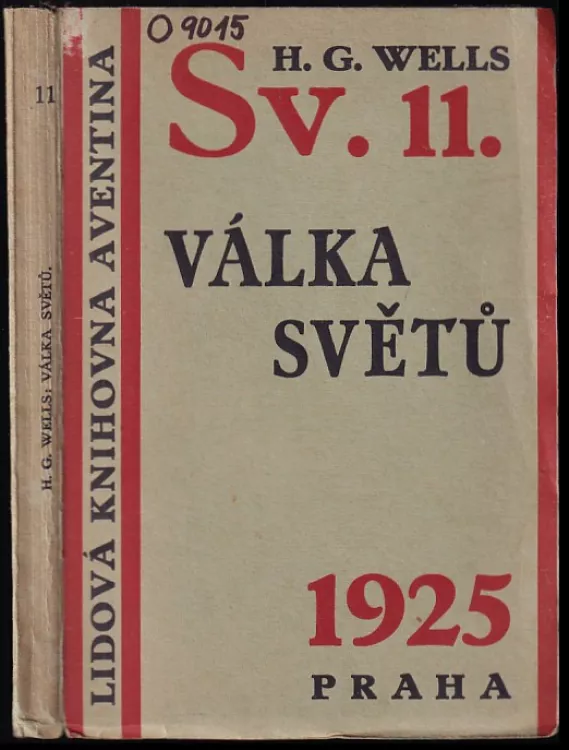 O 9015
H. G. WELLS
Sv. 11.
VÁLKA
SVĚTŮ
1925
PRAHA
LIDOVÁ KNIHOVNA AVENTINA
11
H. G. WELLS: VÁLKA SVĚTŮ.